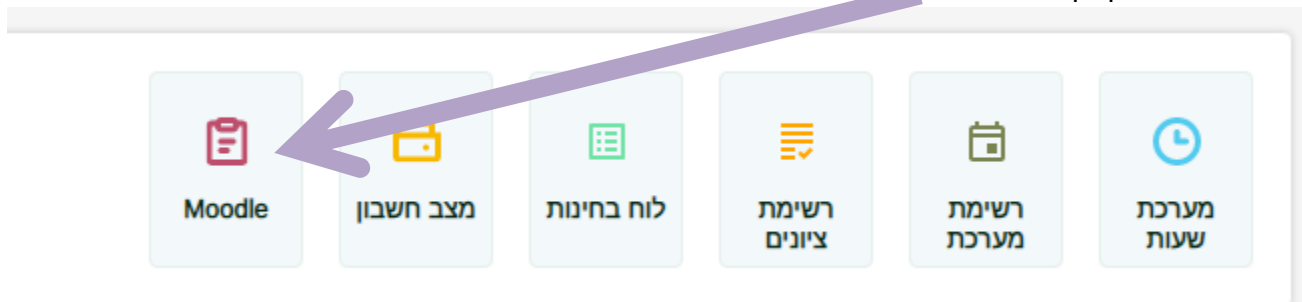 מערכת
שעות
רשימת
מערכת
רשימת
ציונים
לוח בחינות
מצב חשבון
Moodle